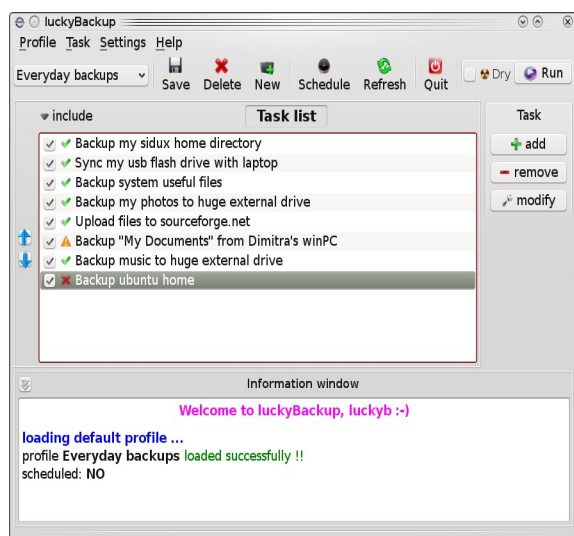 luckyBackup
Profile Task Settings Help
Everyday backups Save Delete New Schedule Refresh Quit Dry Run
include Task list Task
Backup my sidux home directory
Sync my usb flash drive with laptop
Backup system useful files
Backup my photos to huge external drive
Upload files to sourceforge.net
Backup "My Documents" from Dimitra's winPC
Backup music to huge external drive
Backup ubuntu home
add
remove
modify
Information window
Welcome to luckyBackup, luckyb :-)
loading default profile ...
profile Everyday backups loaded successfully !!
scheduled: NO